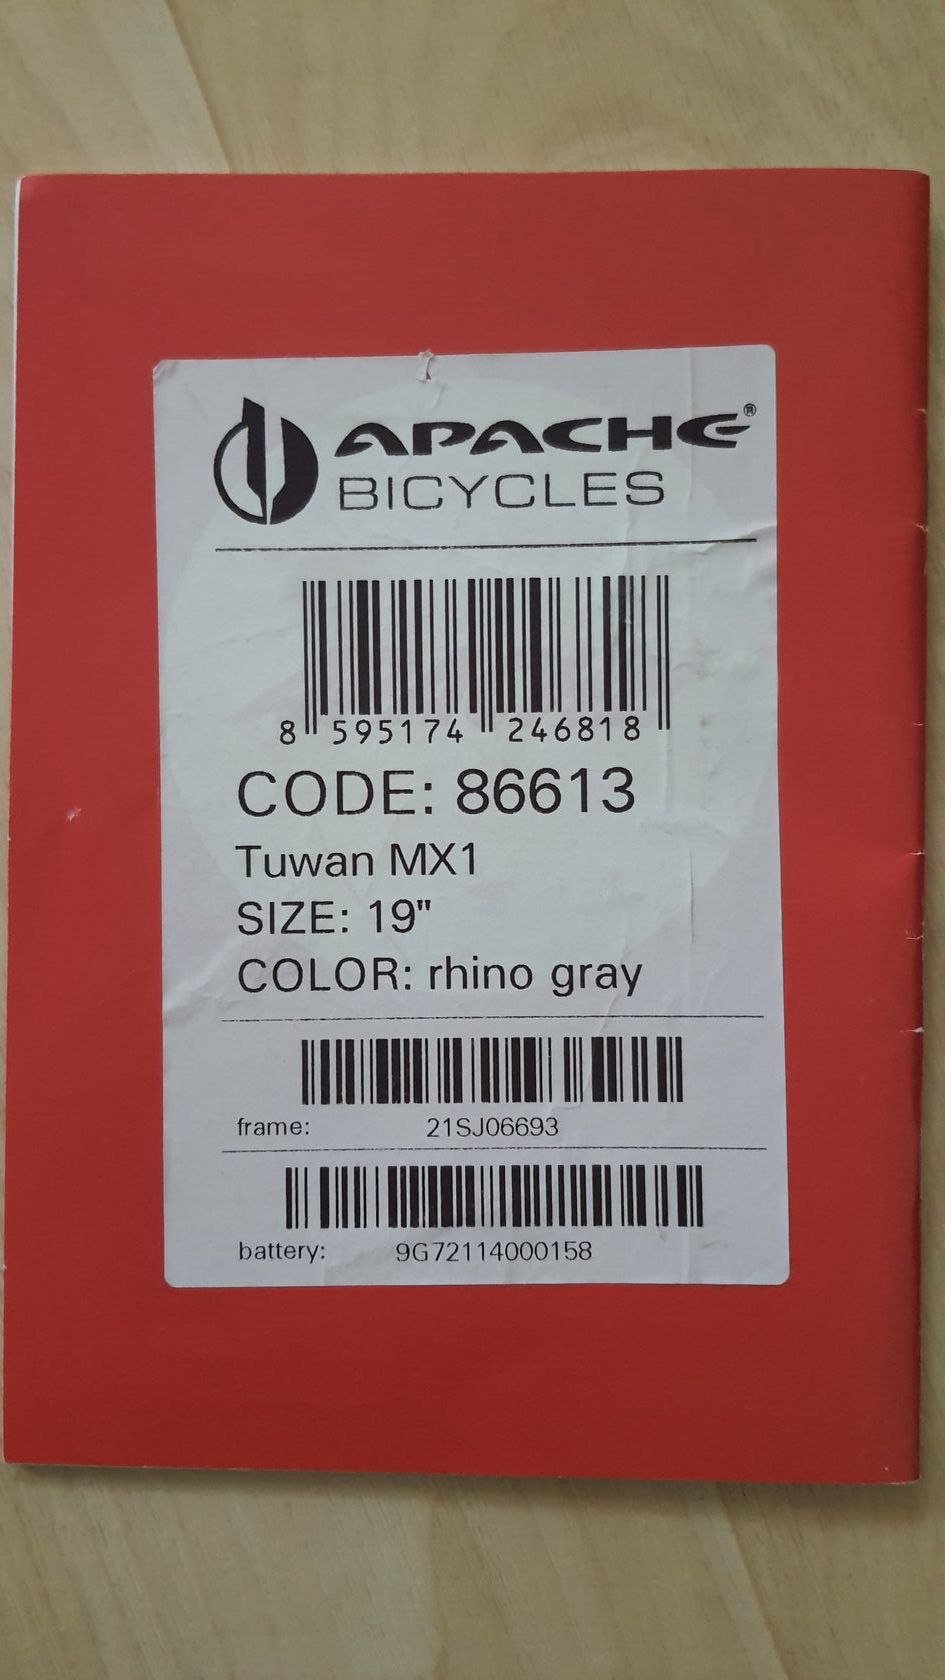 APACHE®
BICYCLES
8 595174 246818
CODE: 86613
Tuwan MX1
SIZE: 19"
COLOR: rhino gray
frame: 21SJ06693
battery: 9G72114000158